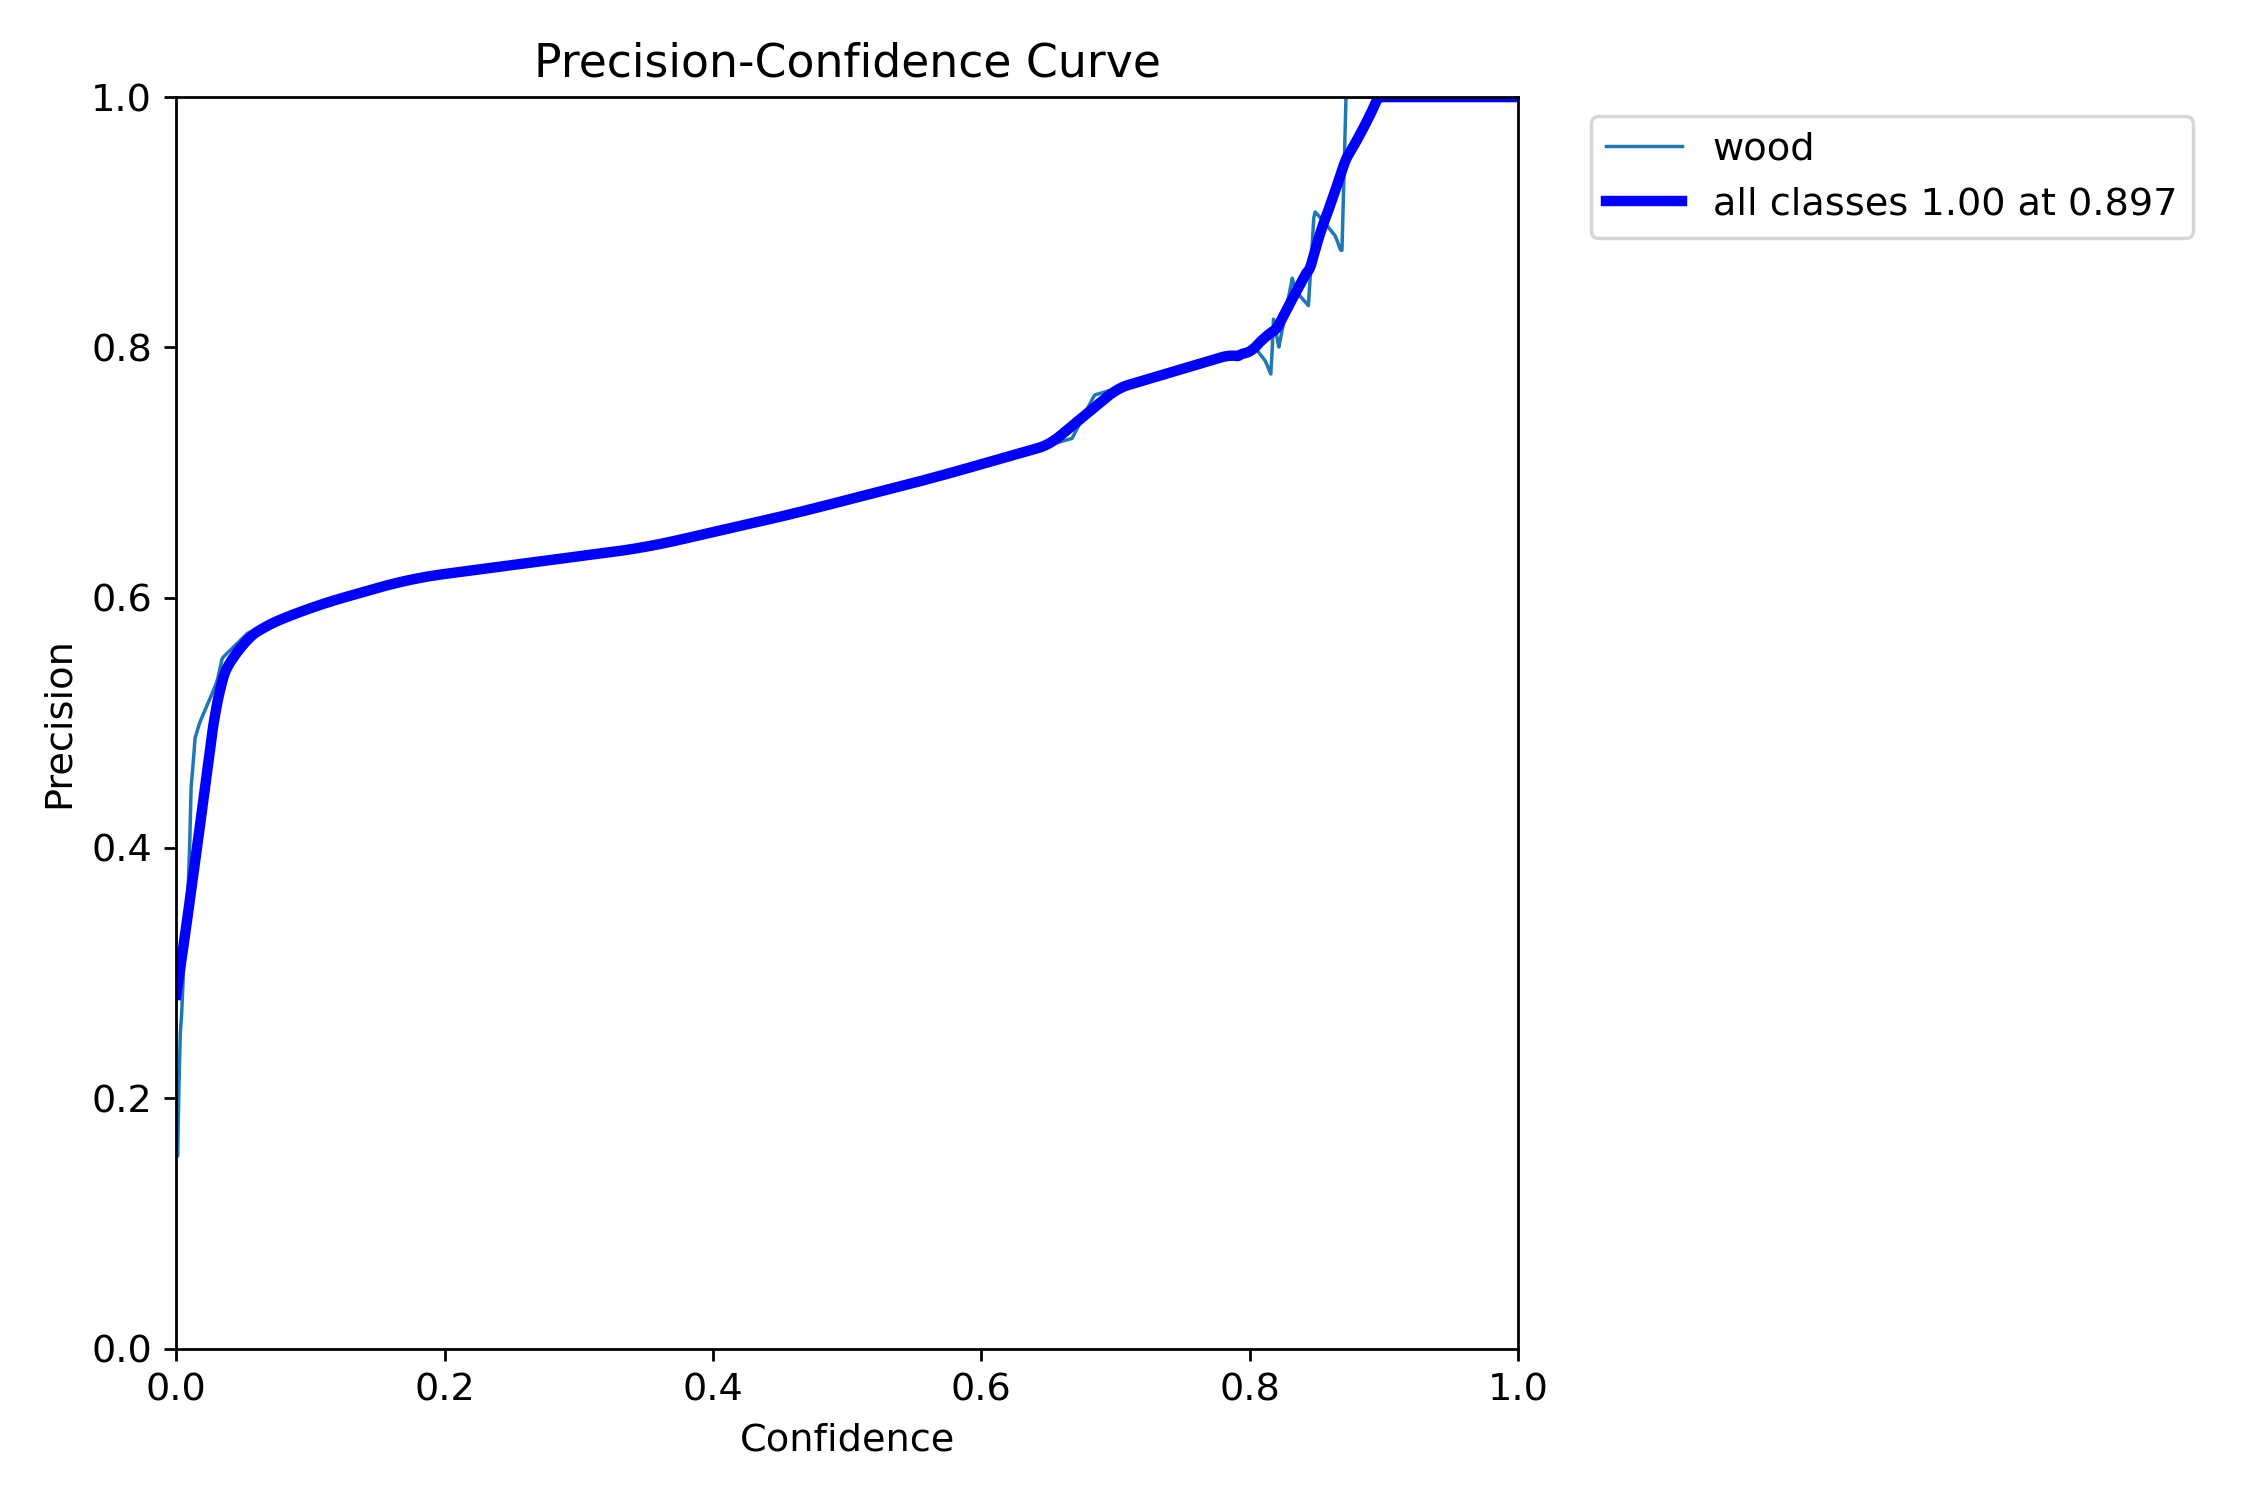 Precision-Confidence Curve
wood
all classes 1.00 at 0.897
Precision
1.0
0.8
0.6
0.4
0.2
0.0
0.0 0.2 0.4 0.6 0.8 1.0
Confidence